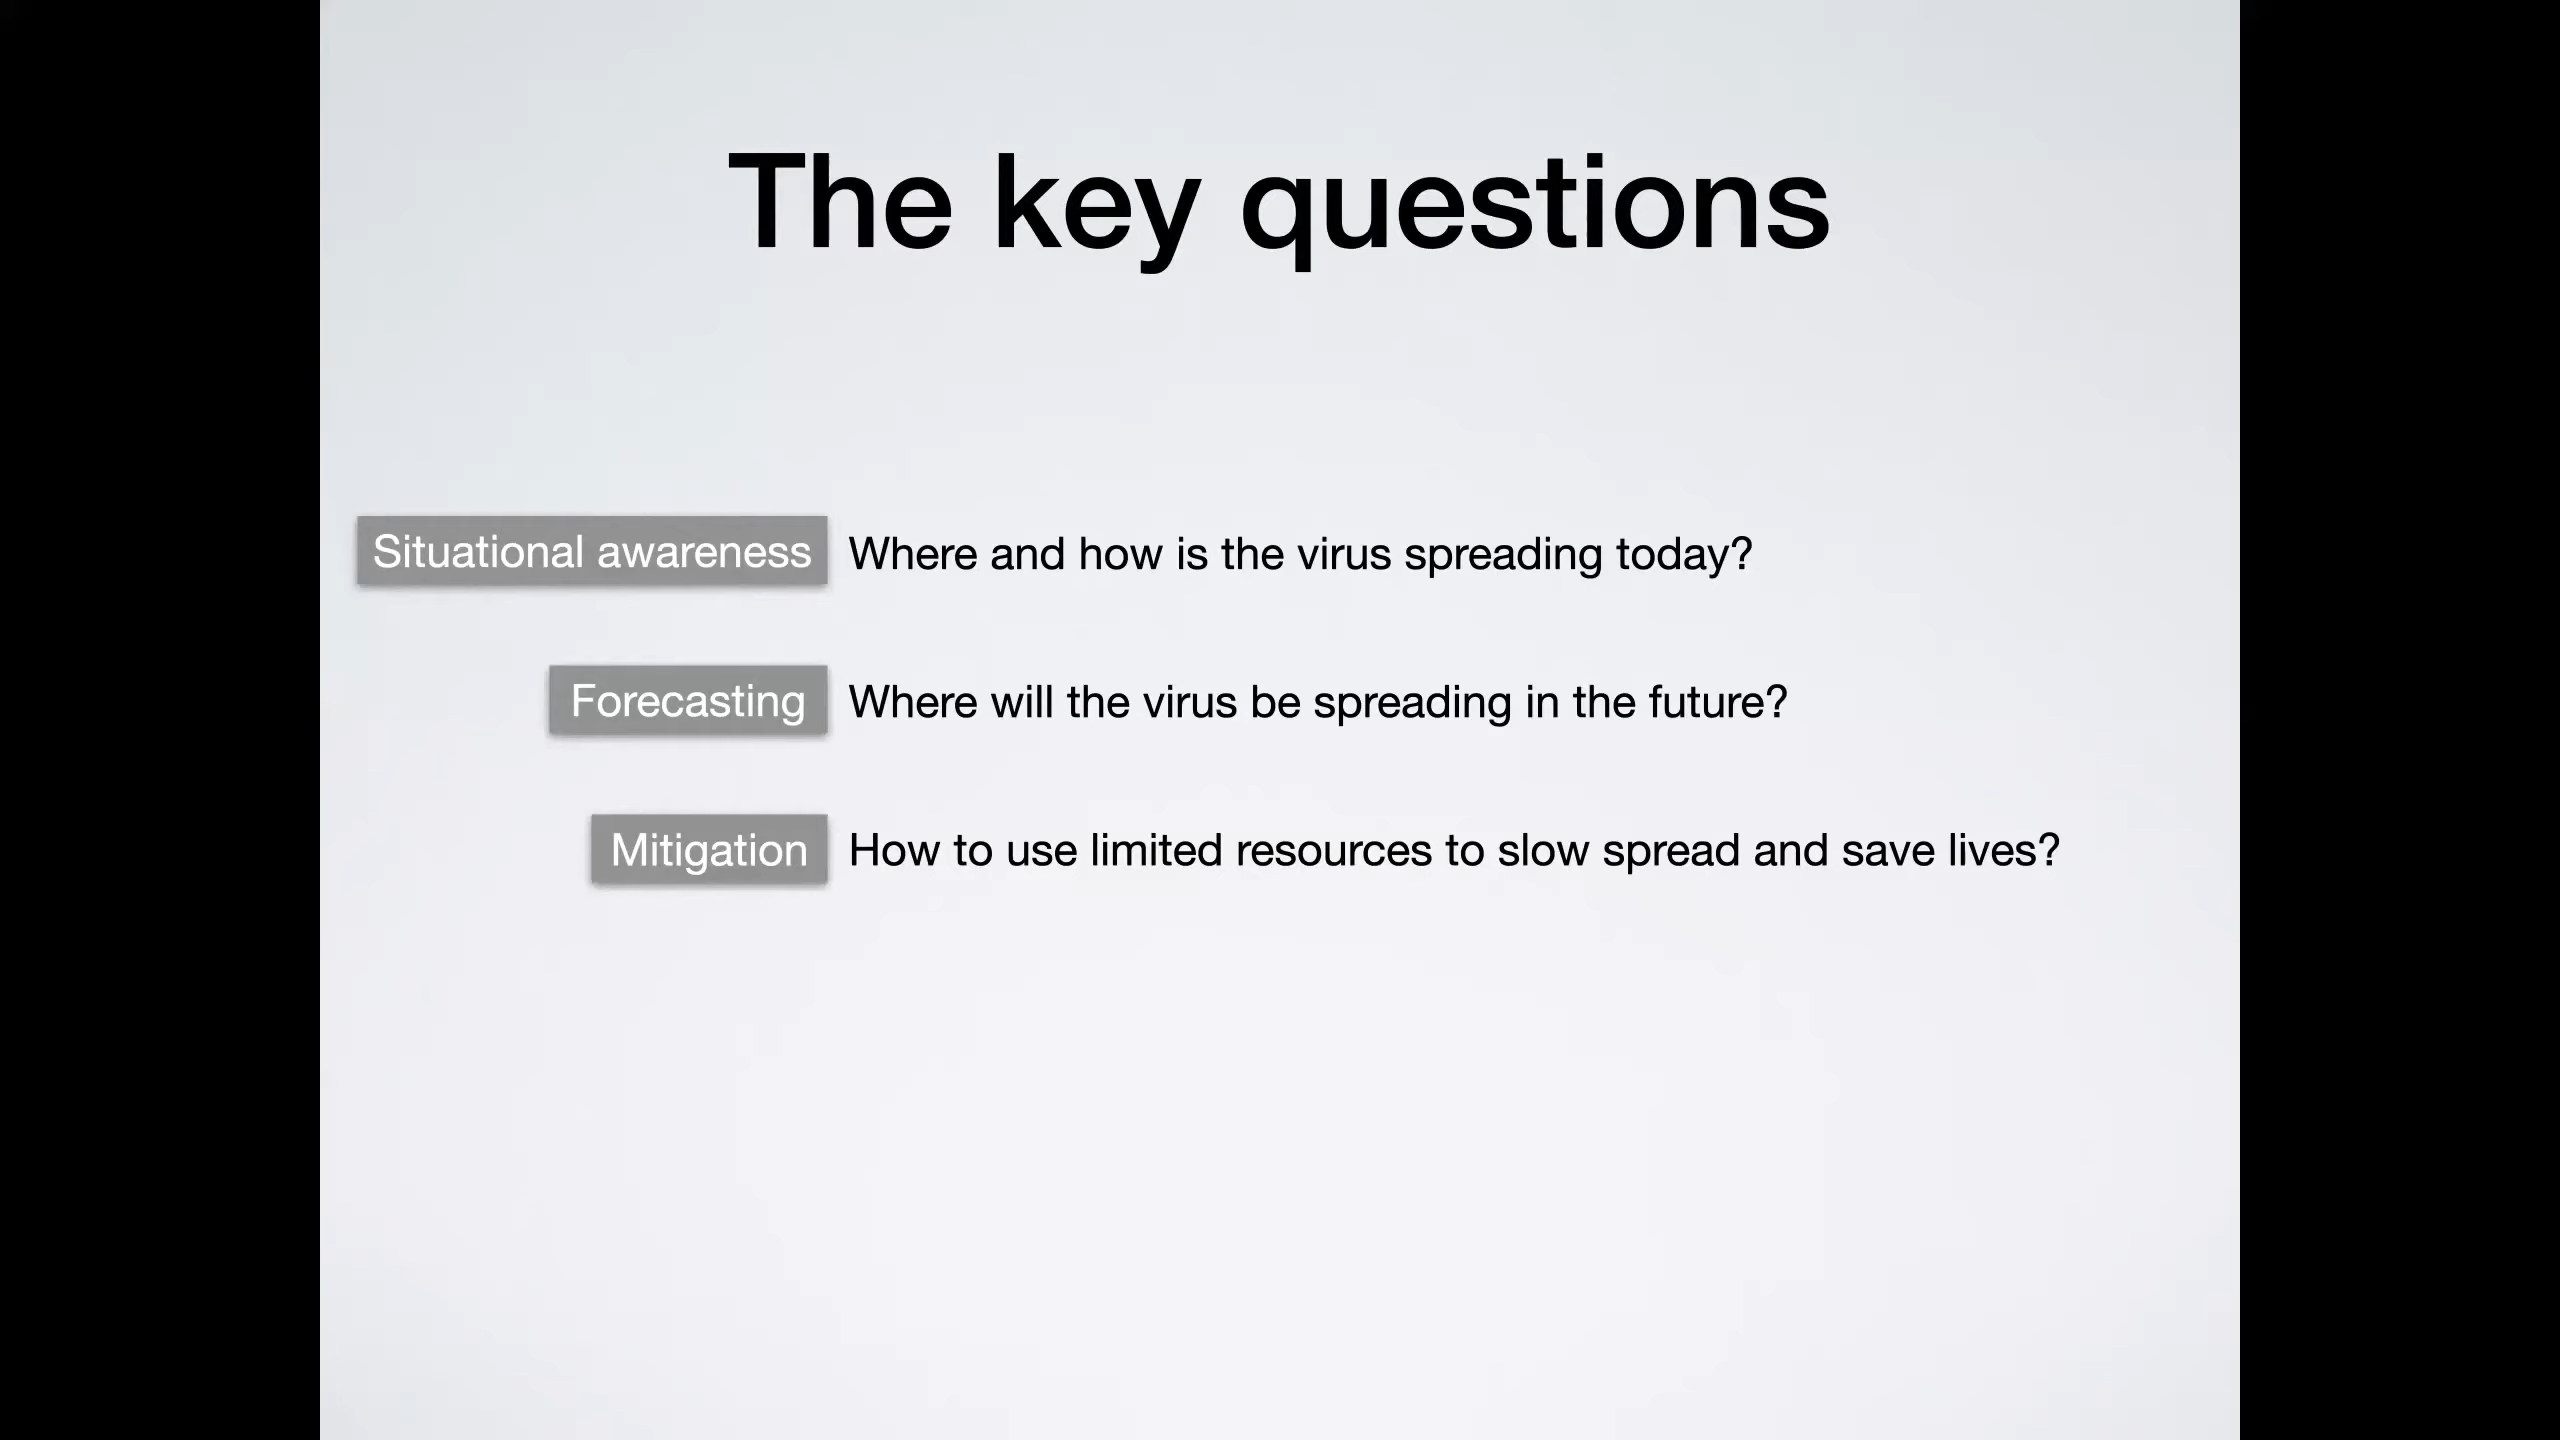 The key questions
Situational awareness Where and how is the virus spreading today?
Forecasting Where will the virus be spreading in the future?
Mitigation How to use limited resources to slow spread and save lives?